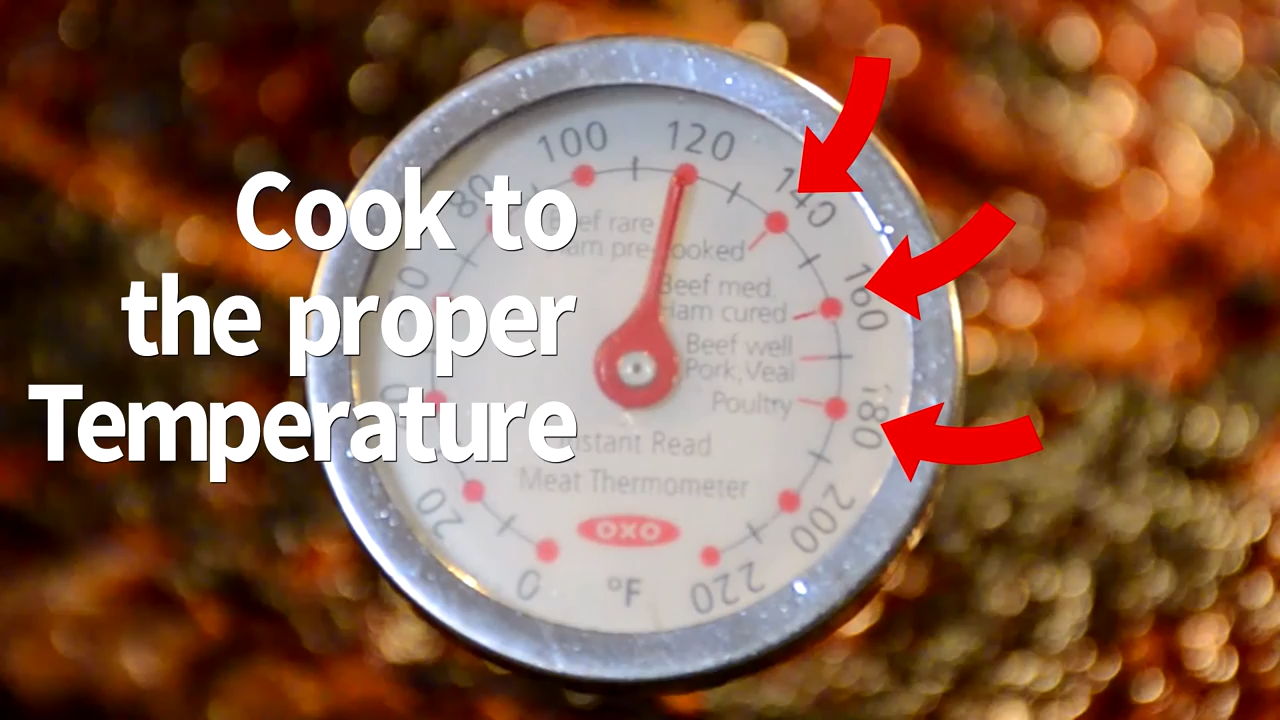 Cook to
the proper
Temperature
100
120
140
160
180
200
220
0
20
80
Beef rare
Ham pre-cooked
Beef med.
Ham cured
Beef well
Pork, Veal
Poultry
Instant Read
Meat Thermometer
OXO
°F